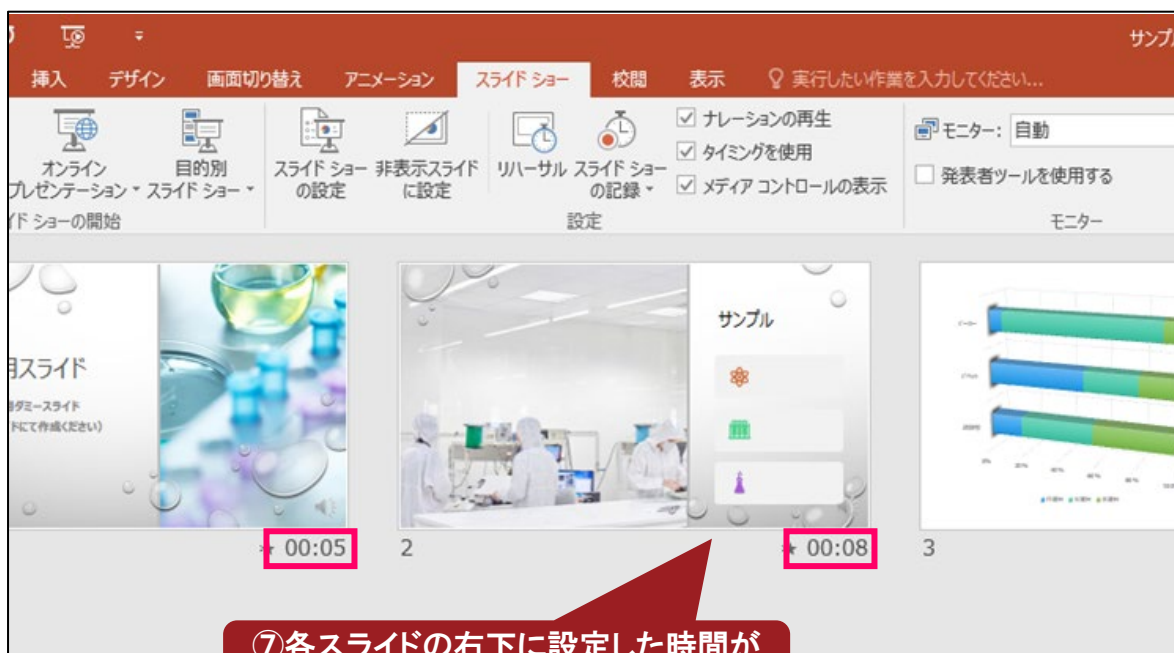 サンプル
挿入 デザイン 画面切り替え アニメーション スライド ショー 校閲 表示 実行したい作業を入力してください...
オンライン
プレゼンテーション
目的別
スライド ショー
スライド ショー
の設定
非表示スライド
に設定
リハーサル
スライド ショー
の記録
ナレーションの再生
タイミングを使用
メディア コントロールの表示
モニター: 自動
発表者ツールを使用する
イド ショーの開始 設定 モニター
用スライド
サンプル
00:05 2 00:08 3
⑦各スライドの右下に設定した時間が